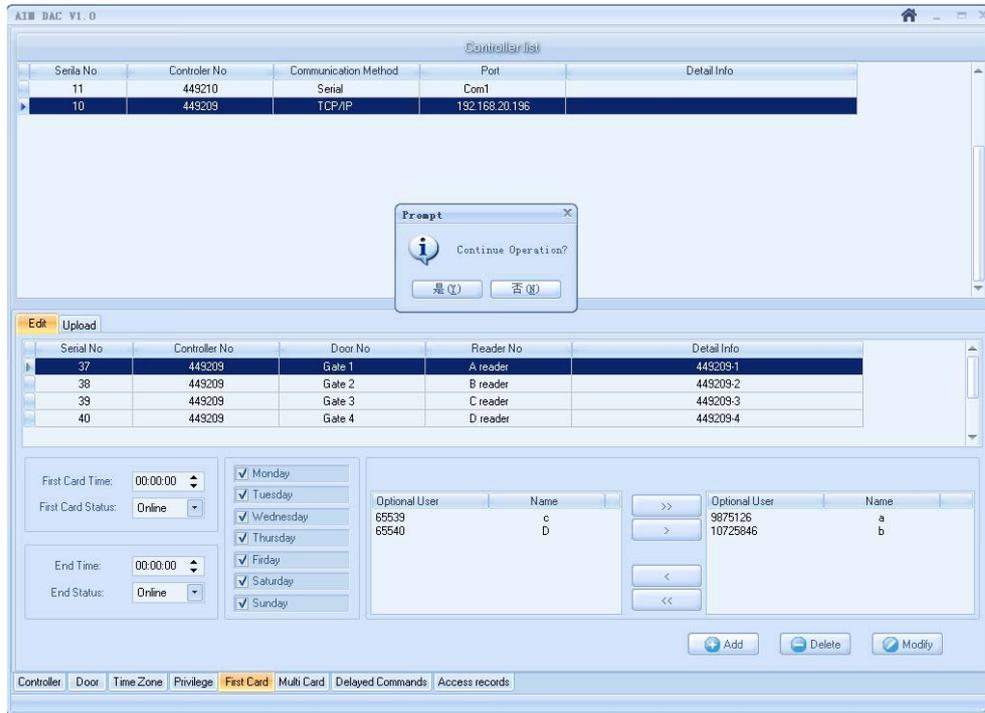 AIM DAC V1.0
Controller list
Serila No Controler No Communication Method Port Detail Info
11 449210 Serial Com1
10 449209 TCP/IP 192.168.20.196
Prompt
Continue Operation?
是(Y) 否(N)
Edit Upload
Serial No Controller No Door No Reader No Detail Info
37 449209 Gate 1 A reader 449209-1
38 449209 Gate 2 B reader 449209-2
39 449209 Gate 3 C reader 449209-3
40 449209 Gate 4 D reader 449209-4
First Card Time: 00:00:00
First Card Status: Online
End Time: 00:00:00
End Status: Online
Monday
Tuesday
Wednesday
Thursday
Firday
Saturday
Sunday
Optional User Name
65539 c
65540 D
>>
>
<
<<
Optional User Name
9875126 a
10725846 b
Add Delete Modify
Controller Door Time Zone Privilege First Card Multi Card Delayed Commands Access records